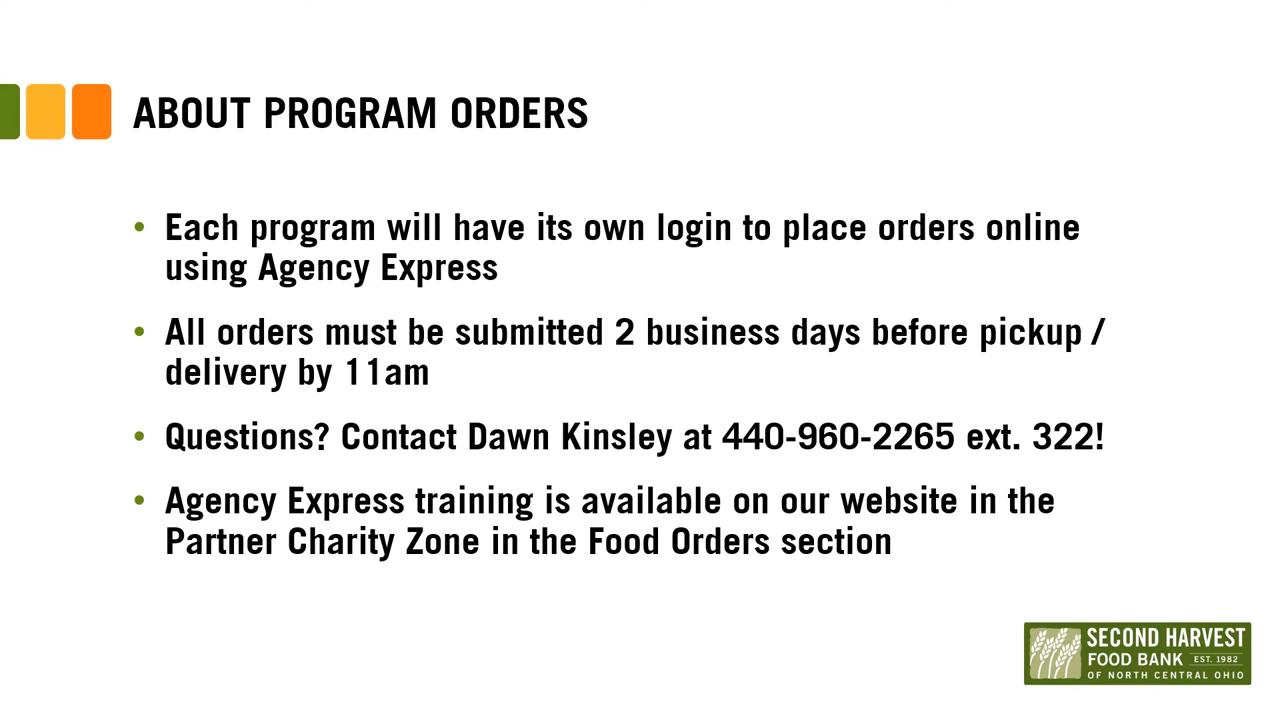 ABOUT PROGRAM ORDERS
• Each program will have its own login to place orders online
using Agency Express
• All orders must be submitted 2 business days before pickup /
delivery by 11am
• Questions? Contact Dawn Kinsley at 440-960-2265 ext. 322!
• Agency Express training is available on our website in the
Partner Charity Zone in the Food Orders section
SECOND HARVEST
FOOD BANK EST. 1982
OF NORTH CENTRAL OHIO